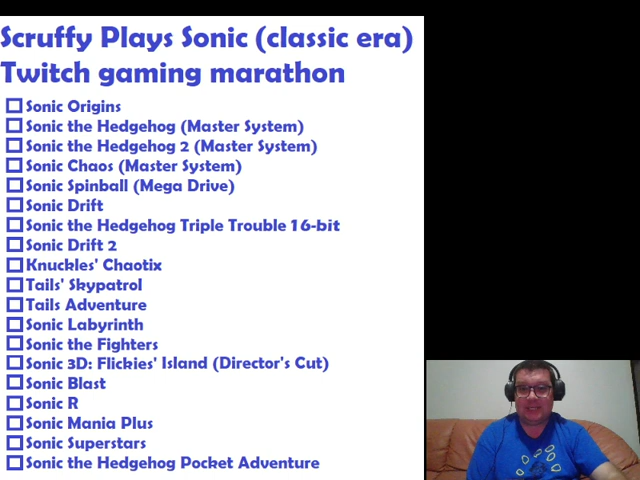 Scruffy Plays Sonic (classic era)
Twitch gaming marathon
Sonic Origins
Sonic the Hedgehog (Master System)
Sonic the Hedgehog 2 (Master System)
Sonic Chaos (Master System)
Sonic Spinball (Mega Drive)
Sonic Drift
Sonic the Hedgehog Triple Trouble 16-bit
Sonic Drift 2
Knuckles' Chaotix
Tails' Skypatrol
Tails Adventure
Sonic Labyrinth
Sonic the Fighters
Sonic 3D: Flickies' Island (Director's Cut)
Sonic Blast
Sonic R
Sonic Mania Plus
Sonic Superstars
Sonic the Hedgehog Pocket Adventure